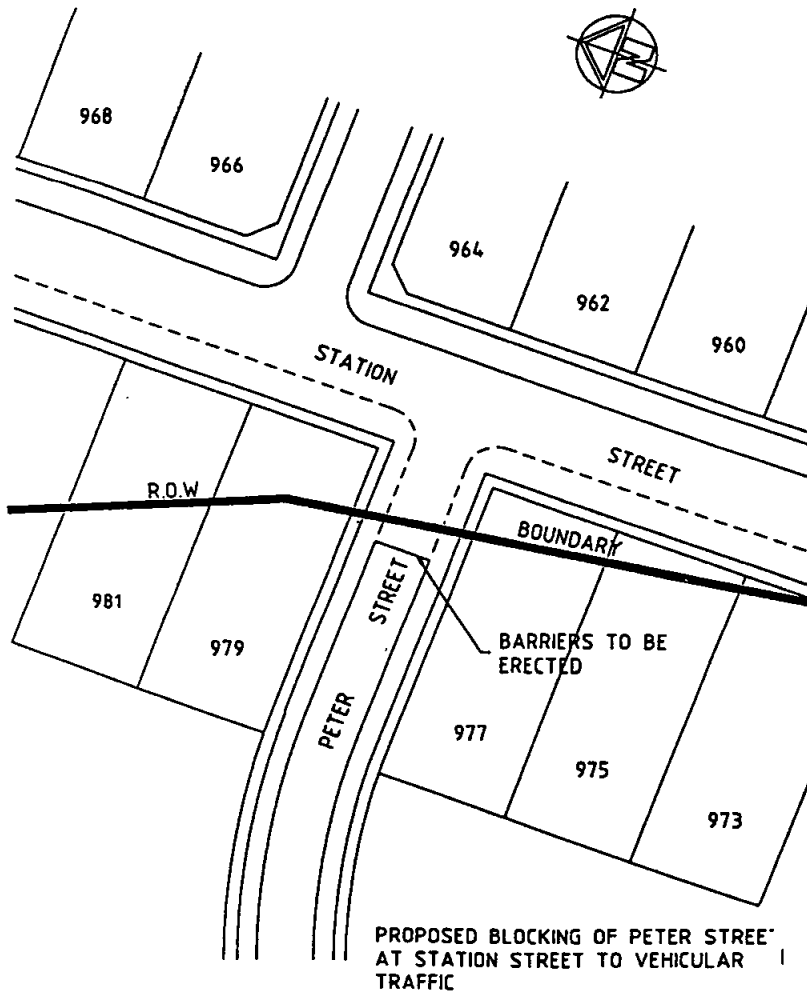 N
968
966
964
962
960
STATION
STREET
R.O.W
BOUNDARY
981
979
STREET
PETER
BARRIERS TO BE
ERECTED
977
975
973
PROPOSED BLOCKING OF PETER STREET
AT STATION STREET TO VEHICULAR
TRAFFIC